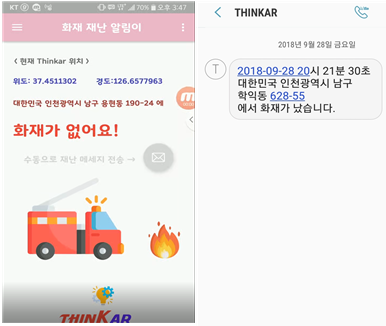 KT
70% 오후 3:47
화재 재난 알림이
〈 현재 Thinkar 위치 〉
위도: 37.4511302 경도:126.6577963
대한민국 인천광역시 남구 용현동 190-24 에
화재가 없어요!
수동으로 재난 메세지 전송 →
THINKAR
THINKAR
2018년 9월 28일 금요일
T
2018-09-28 20시 21분 30초
대한민국 인천광역시 남구
학익동 628-55
에서 화재가 났습니다.